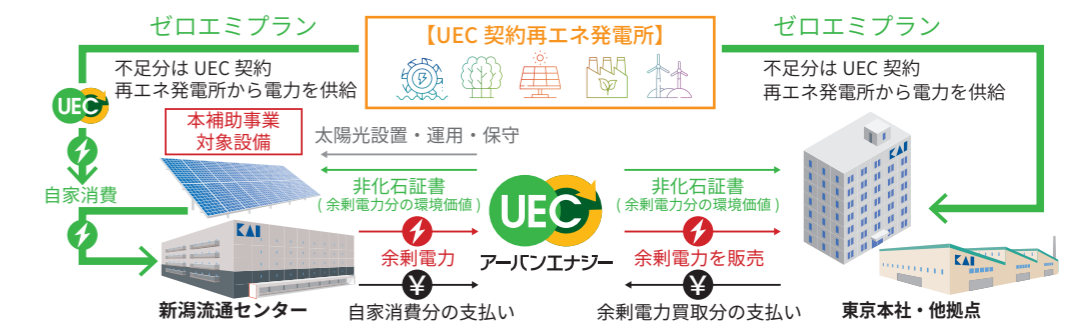 ゼロエミプラン
【UEC 契約再エネ発電所】
ゼロエミプラン
不足分は UEC 契約
再エネ発電所から電力を供給
不足分は UEC 契約
再エネ発電所から電力を供給
UEC
本補助事業
対象設備
太陽光設置・運用・保守
自家消費
非化石証書
(余剰電力分の環境価値)
UEC
アーバンエナジー
非化石証書
(余剰電力分の環境価値)
KAI
KAI
KAI
余剰電力
余剰電力を販売
¥
¥
新潟流通センター
自家消費分の支払い
余剰電力買取分の支払い
東京本社・他拠点